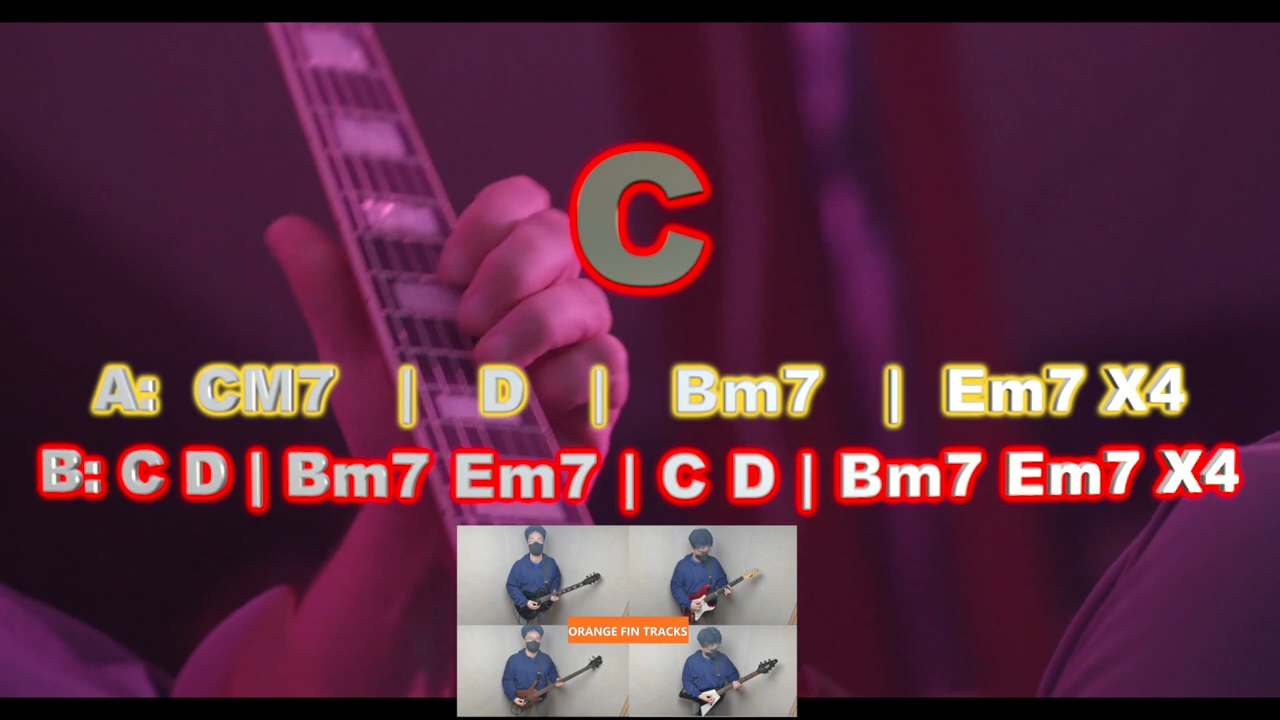 C
A: CM7 | D | Bm7 | Em7 X4
B: C D | Bm7 Em7 | C D | Bm7 Em7 X4
ORANGE FIN TRACKS